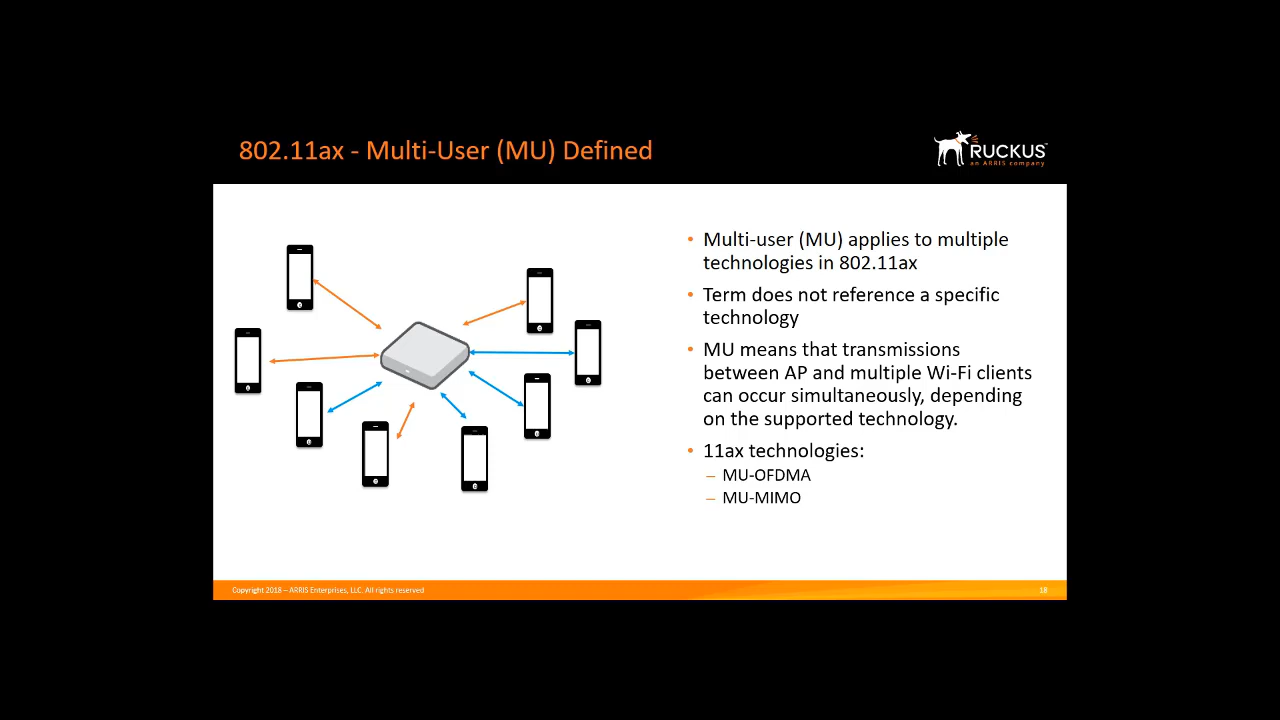 802.11ax - Multi-User (MU) Defined
RUCKUS™
an ARRIS company
• Multi-user (MU) applies to multiple
technologies in 802.11ax
• Term does not reference a specific
technology
• MU means that transmissions
between AP and multiple Wi-Fi clients
can occur simultaneously, depending
on the supported technology.
• 11ax technologies:
– MU-OFDMA
– MU-MIMO
Copyright 2018 – ARRIS Enterprises, LLC. All rights reserved
18